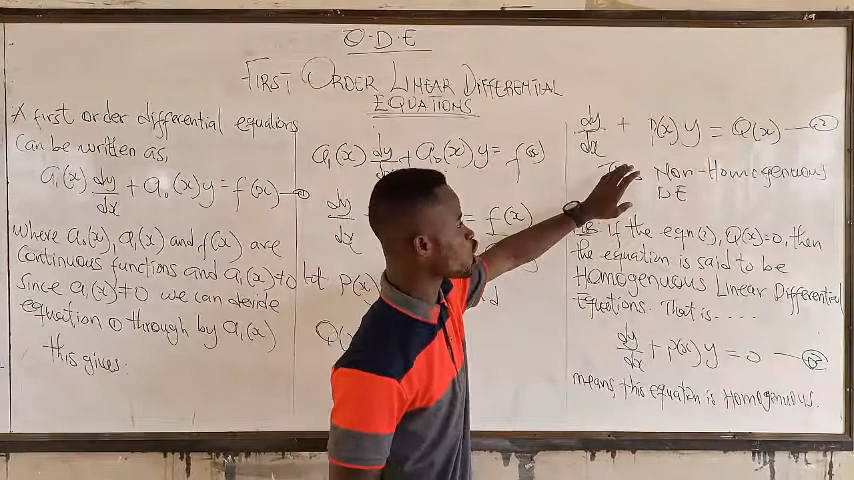 O.D.E
FIRST ORDER LINEAR DIFFERENTIAL
EQUATIONS
A first order differential equations
can be written as,
a₁(x) dy/dx + a₀(x)y = f(x) —①
where a₀(x), a₁(x) and f(x) are
continuous functions and a₁(x)≠0
since a₁(x)≠0 we can devide
equation ① through by a₁(x)
this gives:
a₁(x) dy/dx + a₀(x)y = f(x)
dy/dx = f(x)
let P(x)
Q(
dy/dx + P(x)y = Q(x) —②
Non-Homogenuous
DE
If the eqn(2), Q(x)=0, then
the equation is said to be
Homogenuous Linear Differential
Equations. That is.....
dy/dx + P(x)y = 0 —
means, this equation is Homogenuous.